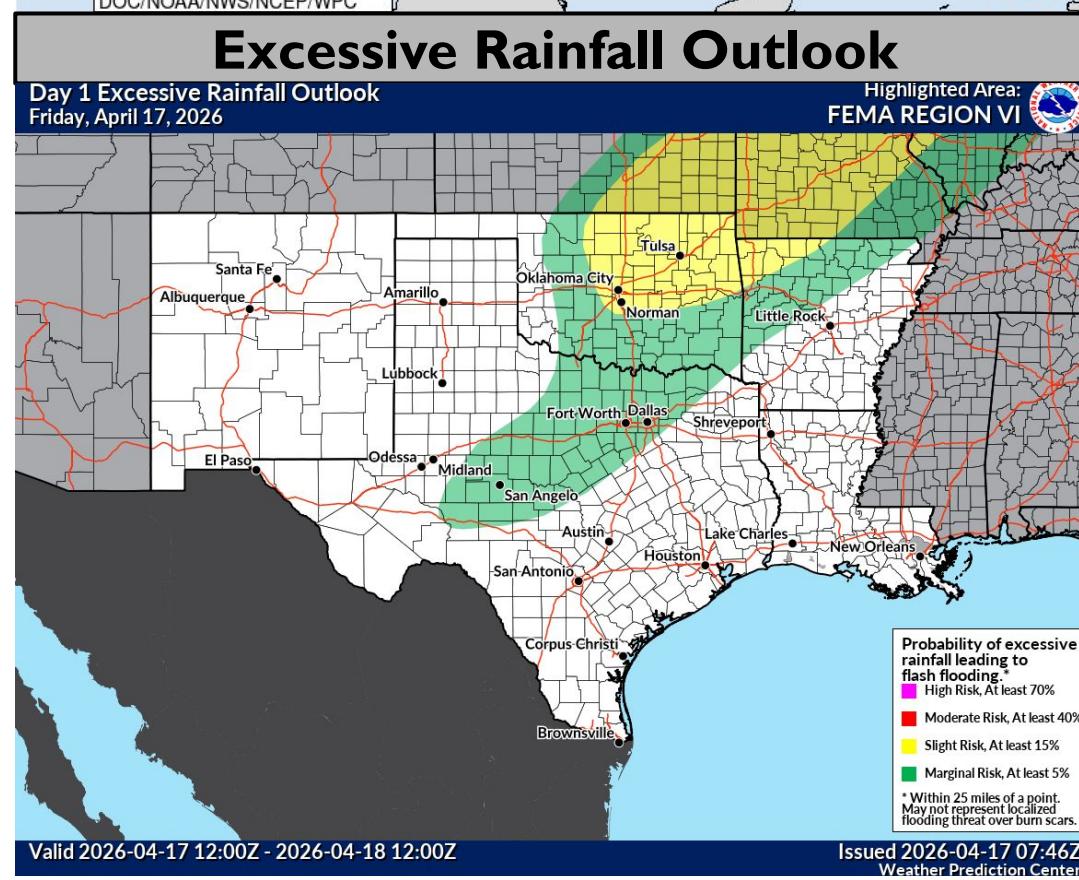 DOC/NOAA/NWS/NCEP/WPC
Excessive Rainfall Outlook
Day 1 Excessive Rainfall Outlook
Friday, April 17, 2026
Highlighted Area:
FEMA REGION VI
Tulsa
Santa Fe
Oklahoma City
Albuquerque
Amarillo
Norman
Little Rock
Lubbock
Fort Worth
Dallas
Shreveport
El Paso
Odessa
Midland
San Angelo
Austin
Lake Charles
Houston
New Orleans
San Antonio
Corpus Christi
Brownsville
Probability of excessive
rainfall leading to
flash flooding.*
High Risk, At least 70%
Moderate Risk, At least 40%
Slight Risk, At least 15%
Marginal Risk, At least 5%
* Within 25 miles of a point.
May not represent localized
flooding threat over burn scars.
Valid 2026-04-17 12:00Z - 2026-04-18 12:00Z
Issued 2026-04-17 07:46Z
Weather Prediction Center